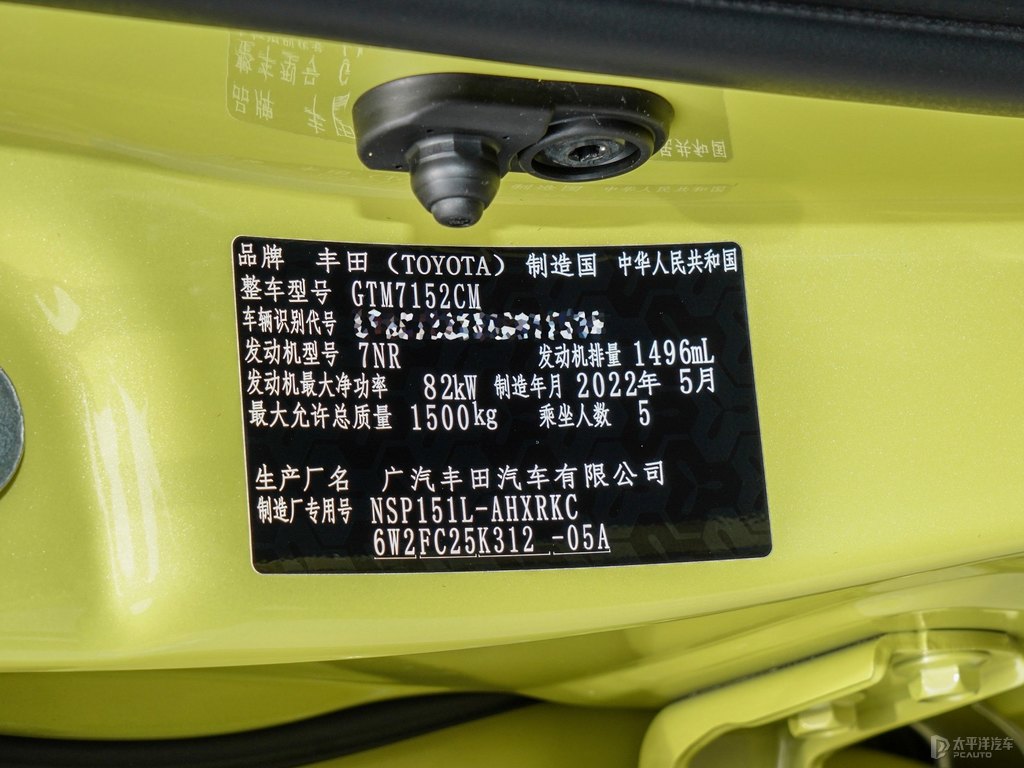 品牌 丰田（TOYOTA） 制造国 中华人民共和国
整车型号 GTM7152CM
车辆识别代号
发动机型号 7NR 发动机排量 1496mL
发动机最大净功率 82kW 制造年月 2022年 5月
最大允许总质量 1500kg 乘坐人数 5
生产厂名 广汽丰田汽车有限公司
制造厂专用号 NSP151L-AHXRKC
6W2FC25K312 -05A
太平洋汽车
PCAUTO